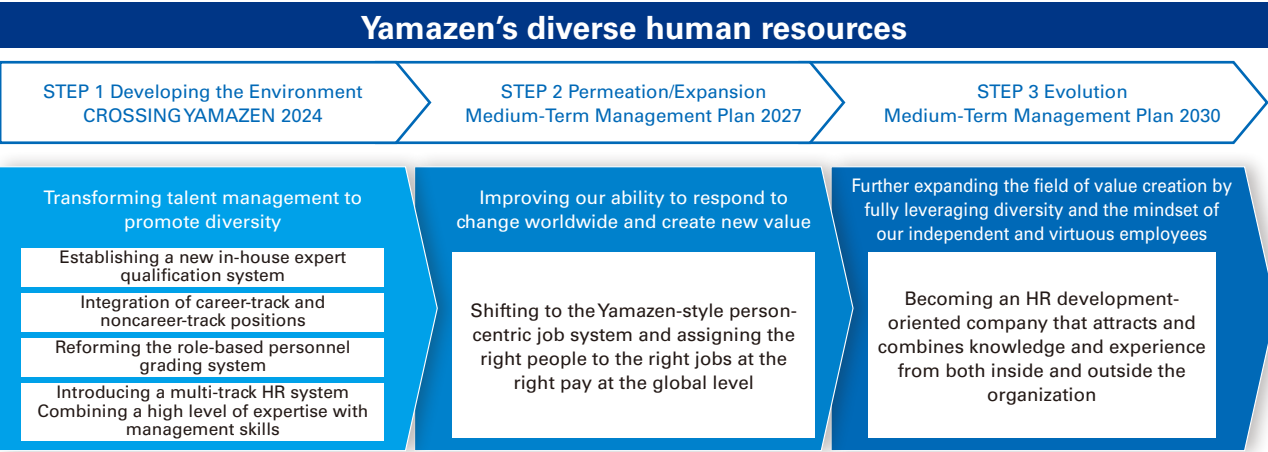 Yamazen's diverse human resources
STEP 1 Developing the Environment
CROSSING YAMAZEN 2024
STEP 2 Permeation/Expansion
Medium-Term Management Plan 2027
STEP 3 Evolution
Medium-Term Management Plan 2030
Transforming talent management to
promote diversity
Establishing a new in-house expert
qualification system
Integration of career-track and
noncareer-track positions
Reforming the role-based personnel
grading system
Introducing a multi-track HR system
Combining a high level of expertise with
management skills
Improving our ability to respond to
change worldwide and create new value
Shifting to the Yamazen-style person-
centric job system and assigning the
right people to the right jobs at the
right pay at the global level
Further expanding the field of value creation by
fully leveraging diversity and the mindset of
our independent and virtuous employees
Becoming an HR development-
oriented company that attracts and
combines knowledge and experience
from both inside and outside the
organization